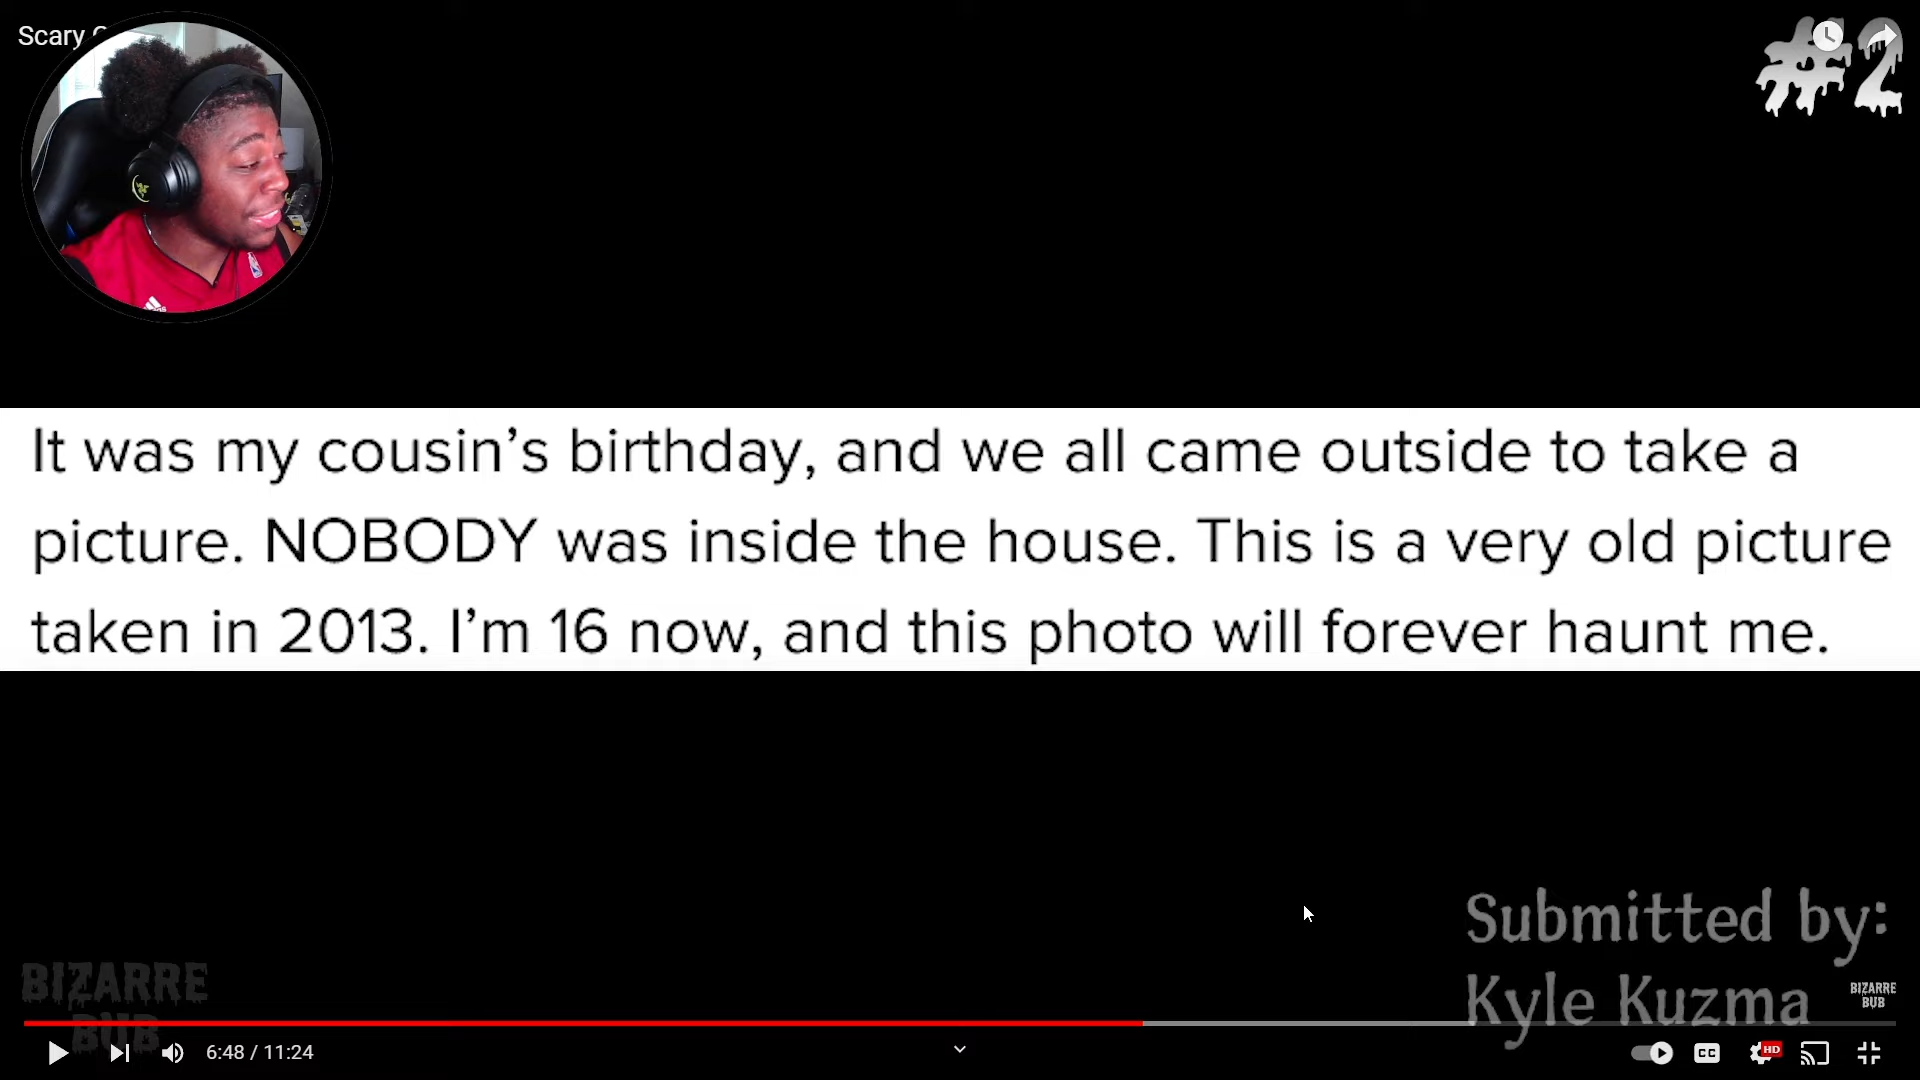 Scary
#2
It was my cousin’s birthday, and we all came outside to take a
picture. NOBODY was inside the house. This is a very old picture
taken in 2013. I’m 16 now, and this photo will forever haunt me.
Submitted by:
Kyle Kuzma
BIZARRE
BUB
BIZARRE
BUB
6:48 / 11:24
CC
HD